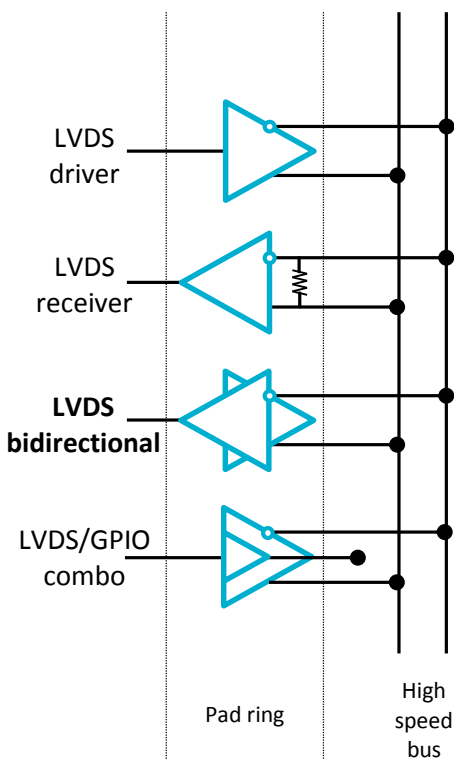 LVDS
driver
LVDS
receiver
LVDS
bidirectional
LVDS/GPIO
combo
Pad ring
High
speed
bus